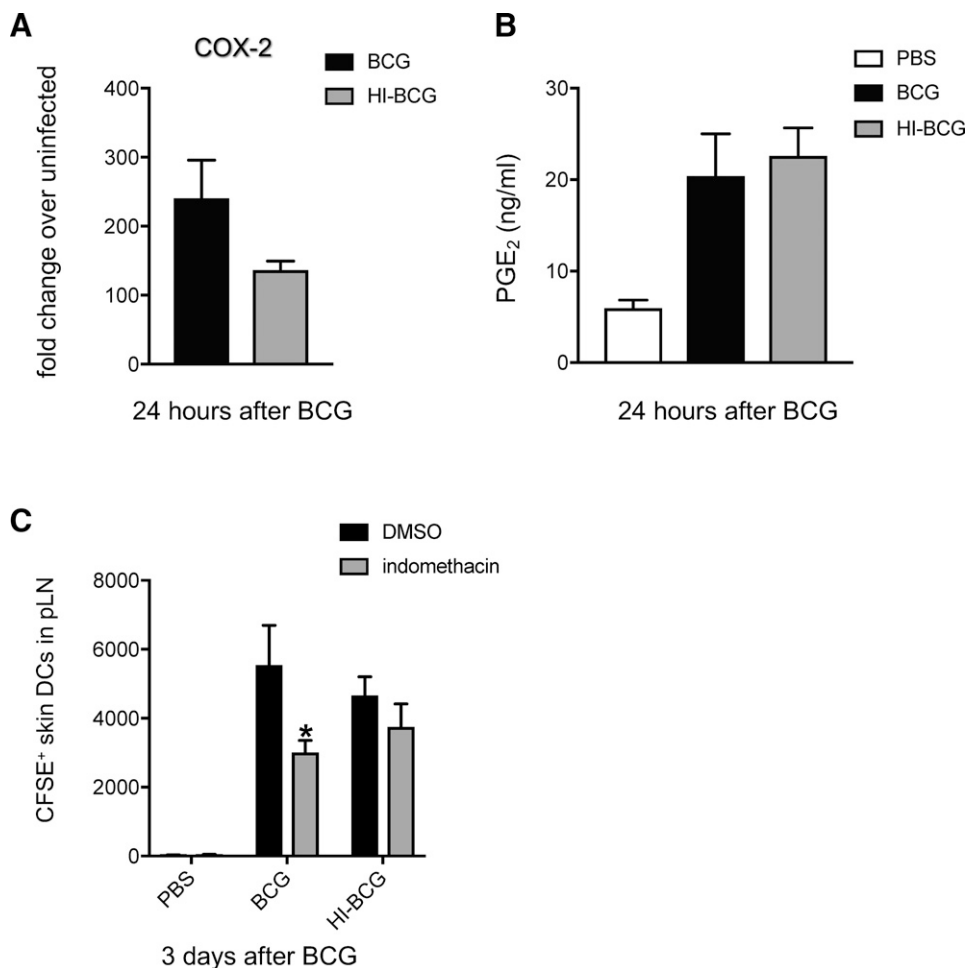 A
COX-2
BCG
HI-BCG
fold change over uninfected
400
300
200
100
0
24 hours after BCG
B
PBS
BCG
HI-BCG
PGE₂ (ng/ml)
30
20
10
0
24 hours after BCG
C
DMSO
indomethacin
CFSE⁺ skin DCs in pLN
8000
6000
4000
2000
0
*
PBS
BCG
HI-BCG
3 days after BCG